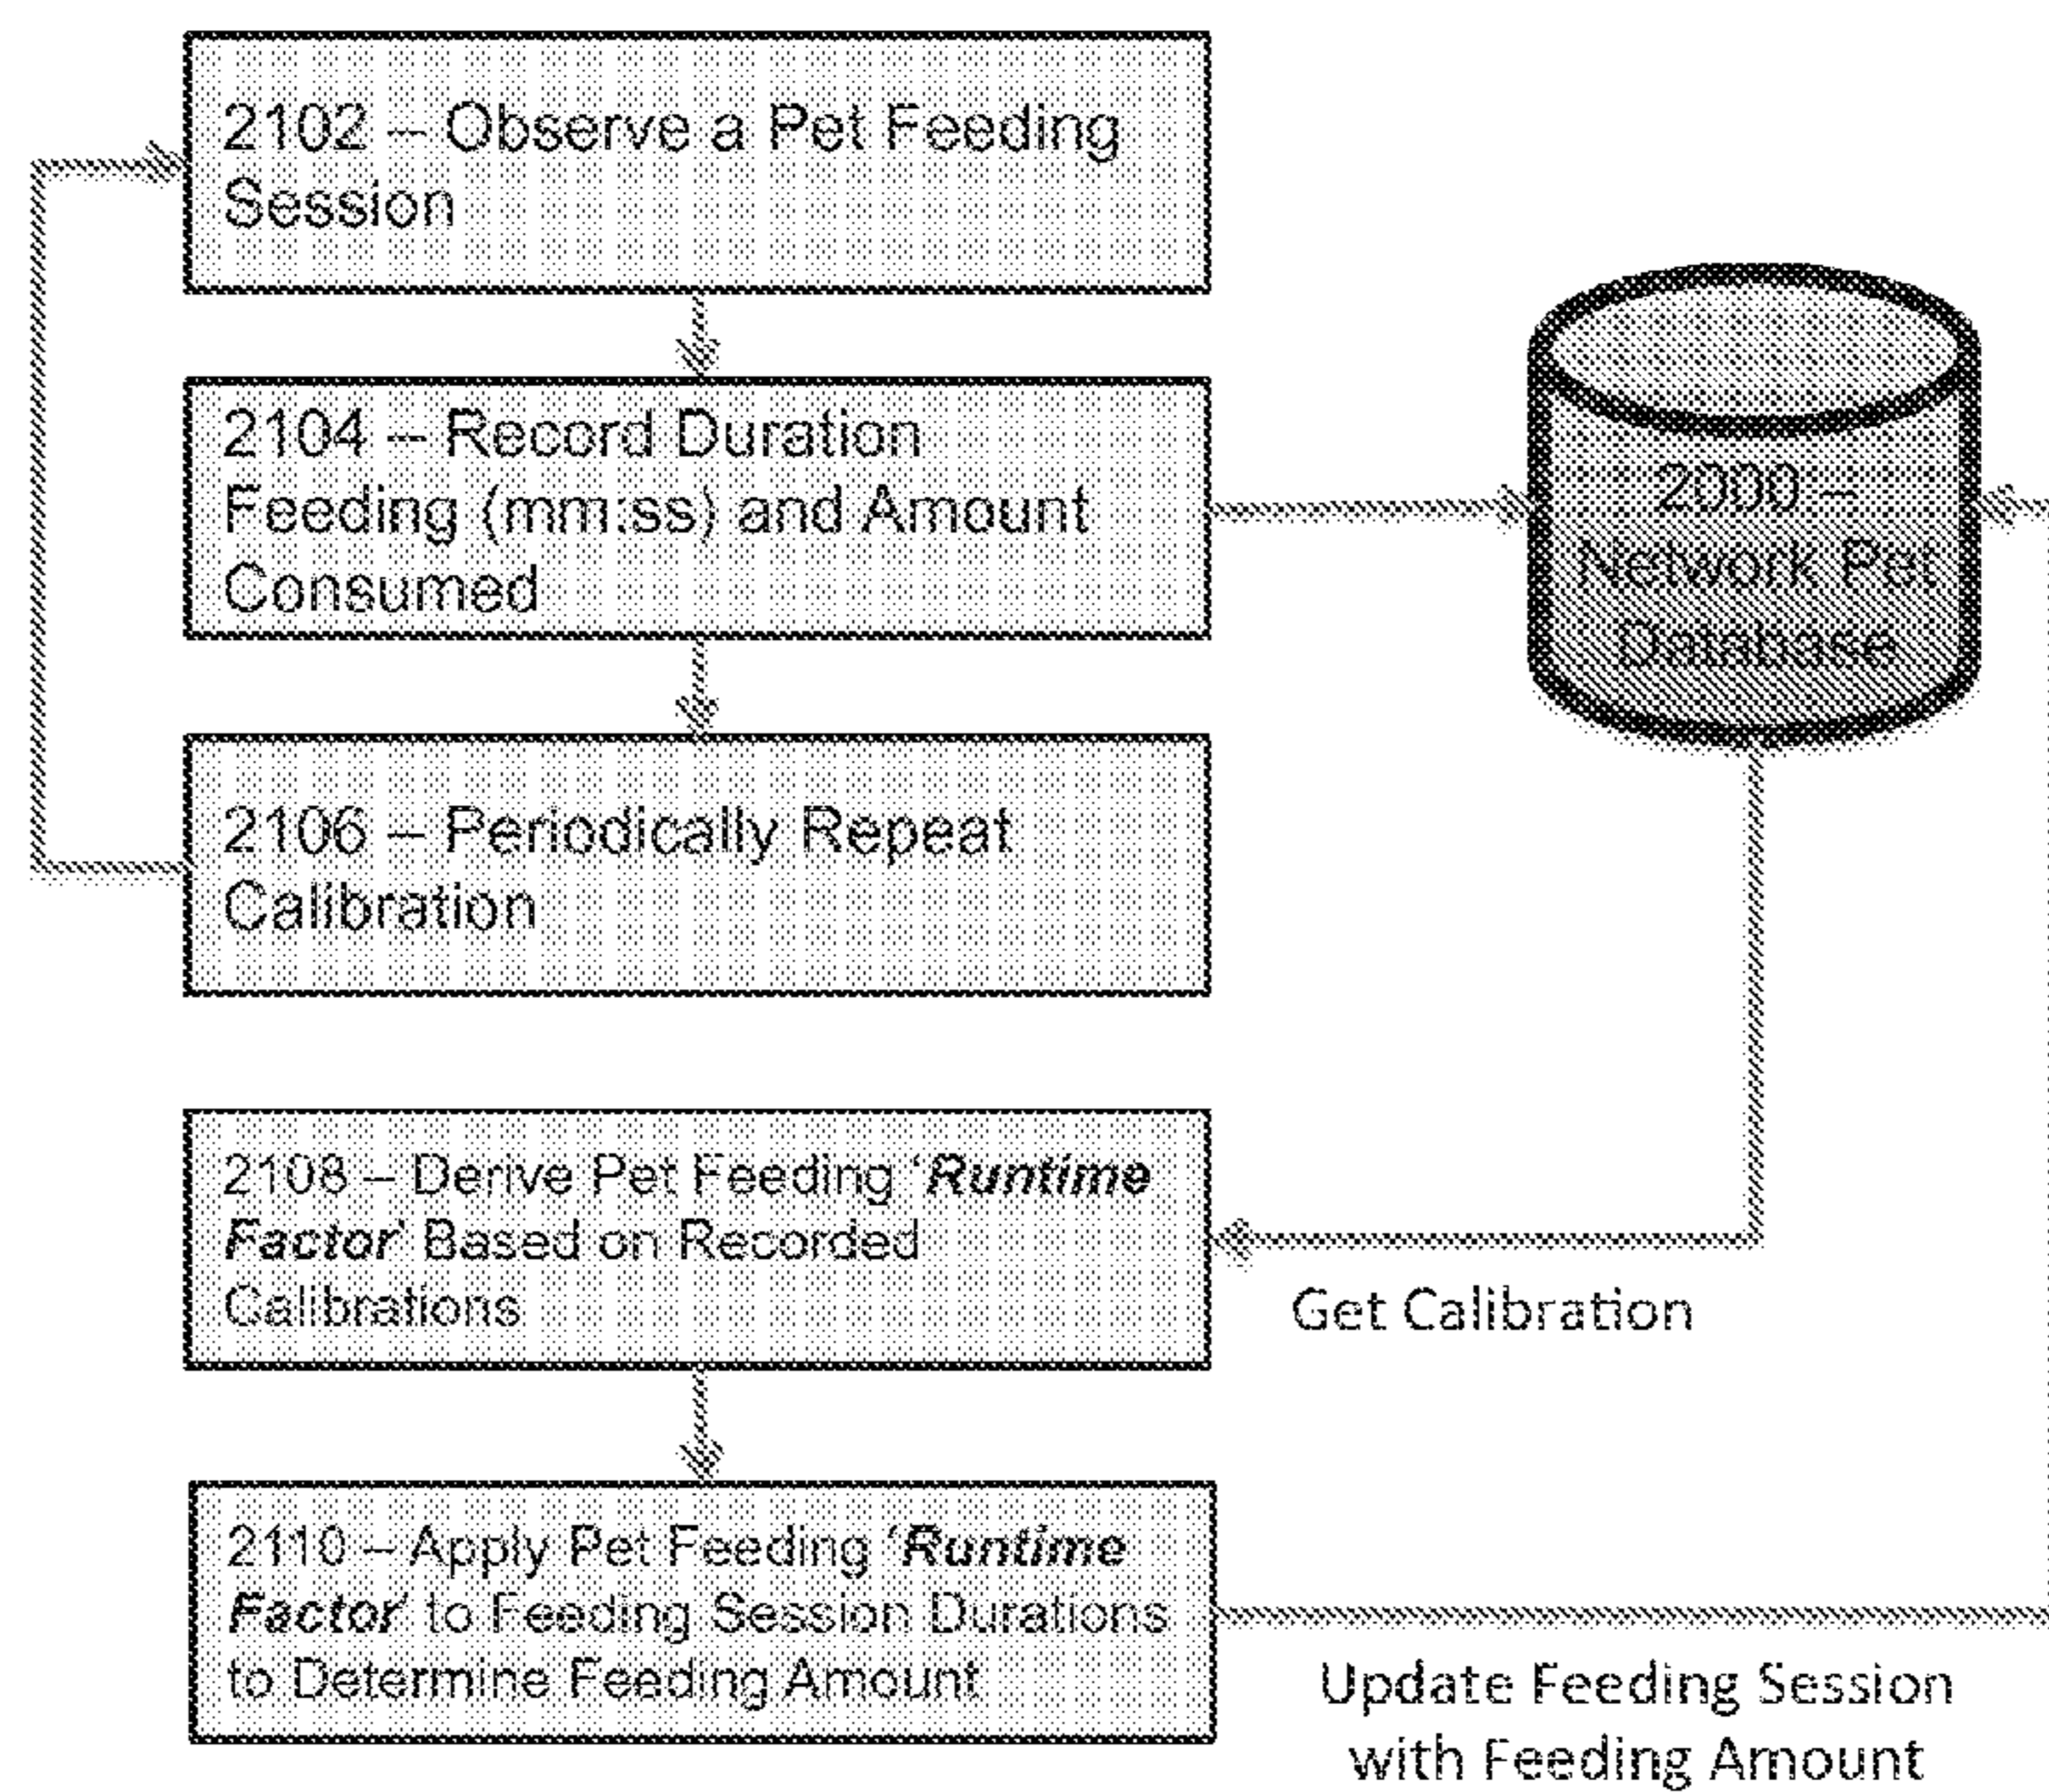 2102 – Observe a Pet Feeding
Session
2104 – Record Duration
Feeding (mm:ss) and Amount
Consumed
2000 –
Network Pet
Database
2106 – Periodically Repeat
Calibration
2108 – Derive Pet Feeding ‘Runtime
Factor’ Based on Recorded
Calibrations
Get Calibration
2110 – Apply Pet Feeding ‘Runtime
Factor’ to Feeding Session Durations
to Determine Feeding Amount
Update Feeding Session
with Feeding Amount